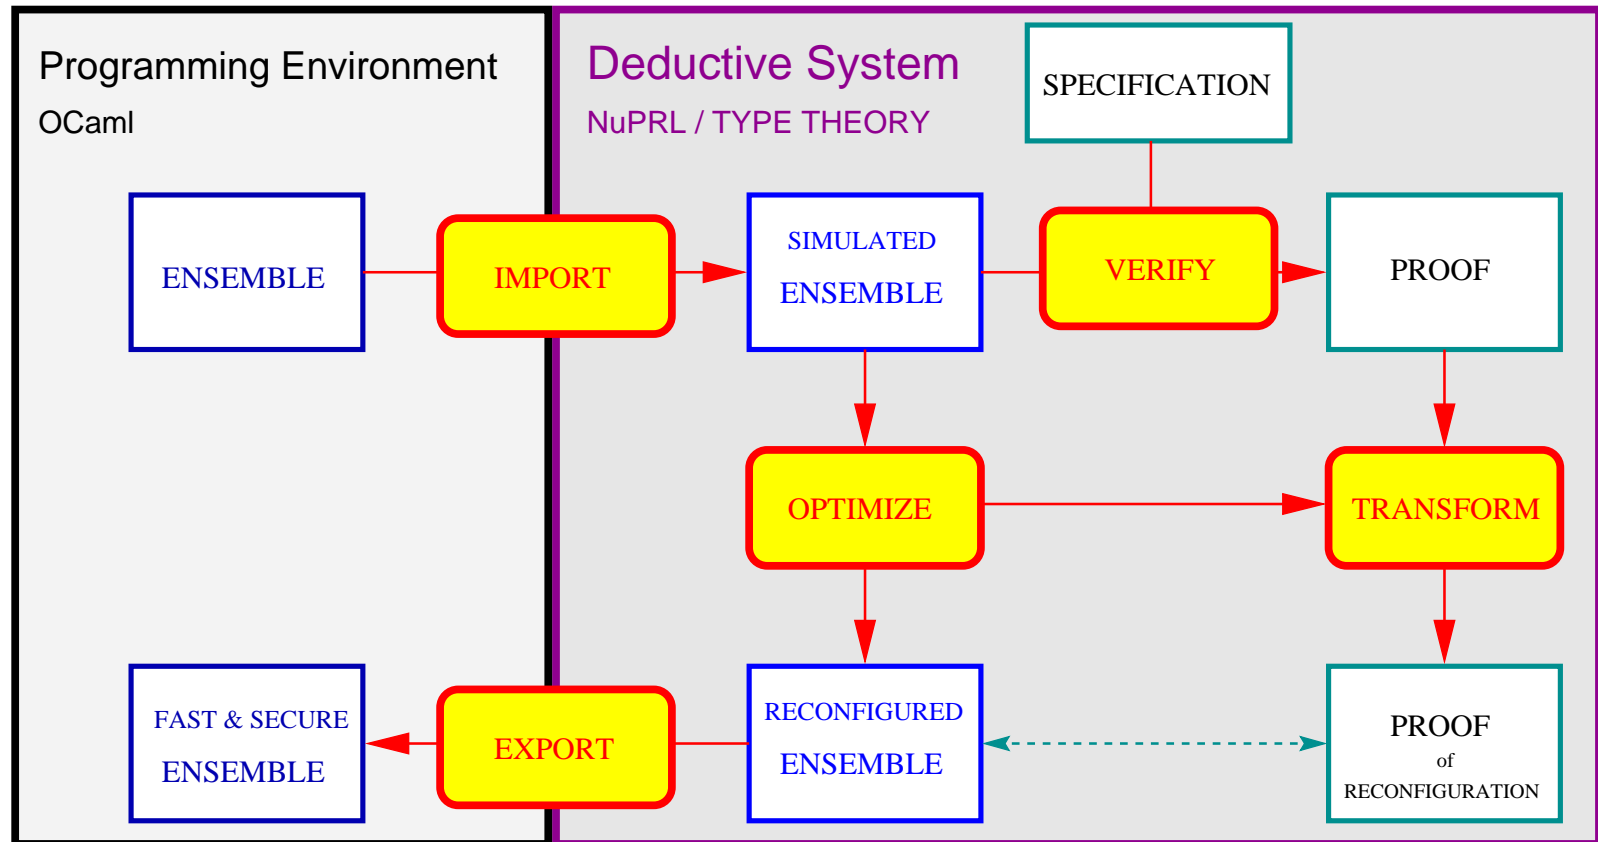 Programming Environment
OCaml
Deductive System
NuPRL / TYPE THEORY
SPECIFICATION
ENSEMBLE
IMPORT
SIMULATED
ENSEMBLE
VERIFY
PROOF
OPTIMIZE
TRANSFORM
FAST & SECURE
ENSEMBLE
EXPORT
RECONFIGURED
ENSEMBLE
PROOF
of
RECONFIGURATION